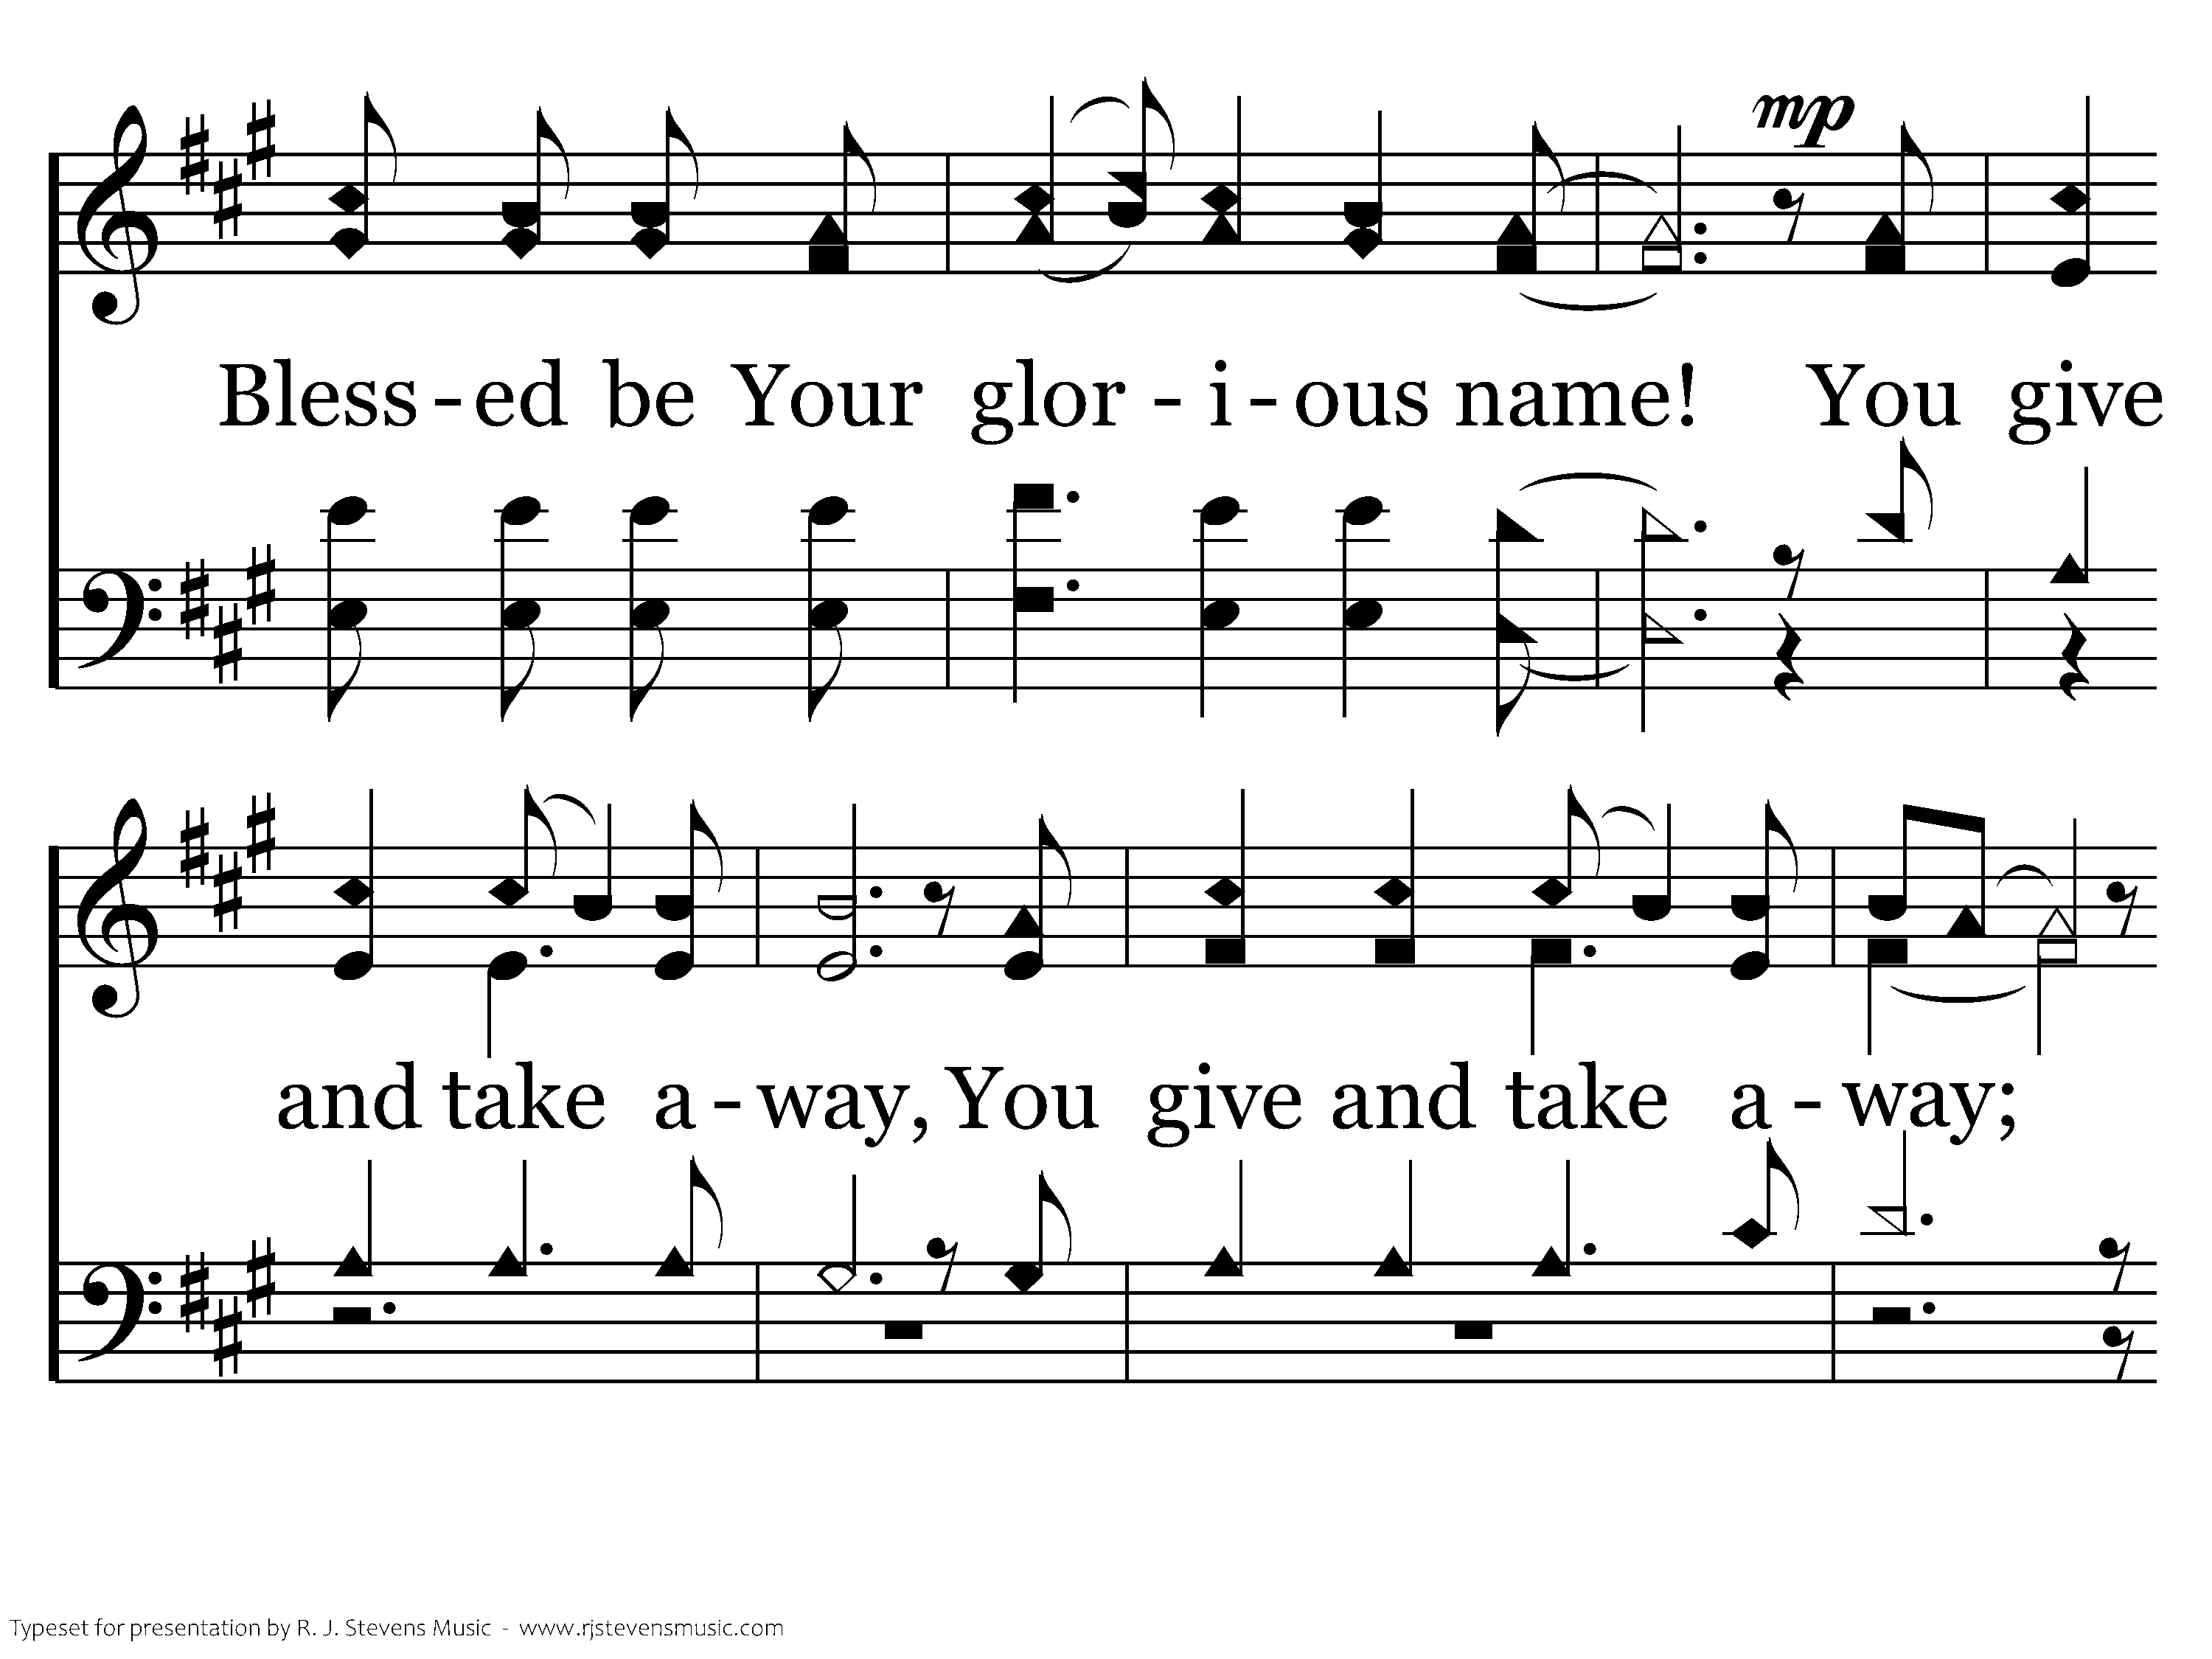 mp
Bless - ed be Your glor - i - ous name! You give
and take a - way, You give and take a - way;
Typeset for presentation by R. J. Stevens Music - www.rjstevensmusic.com